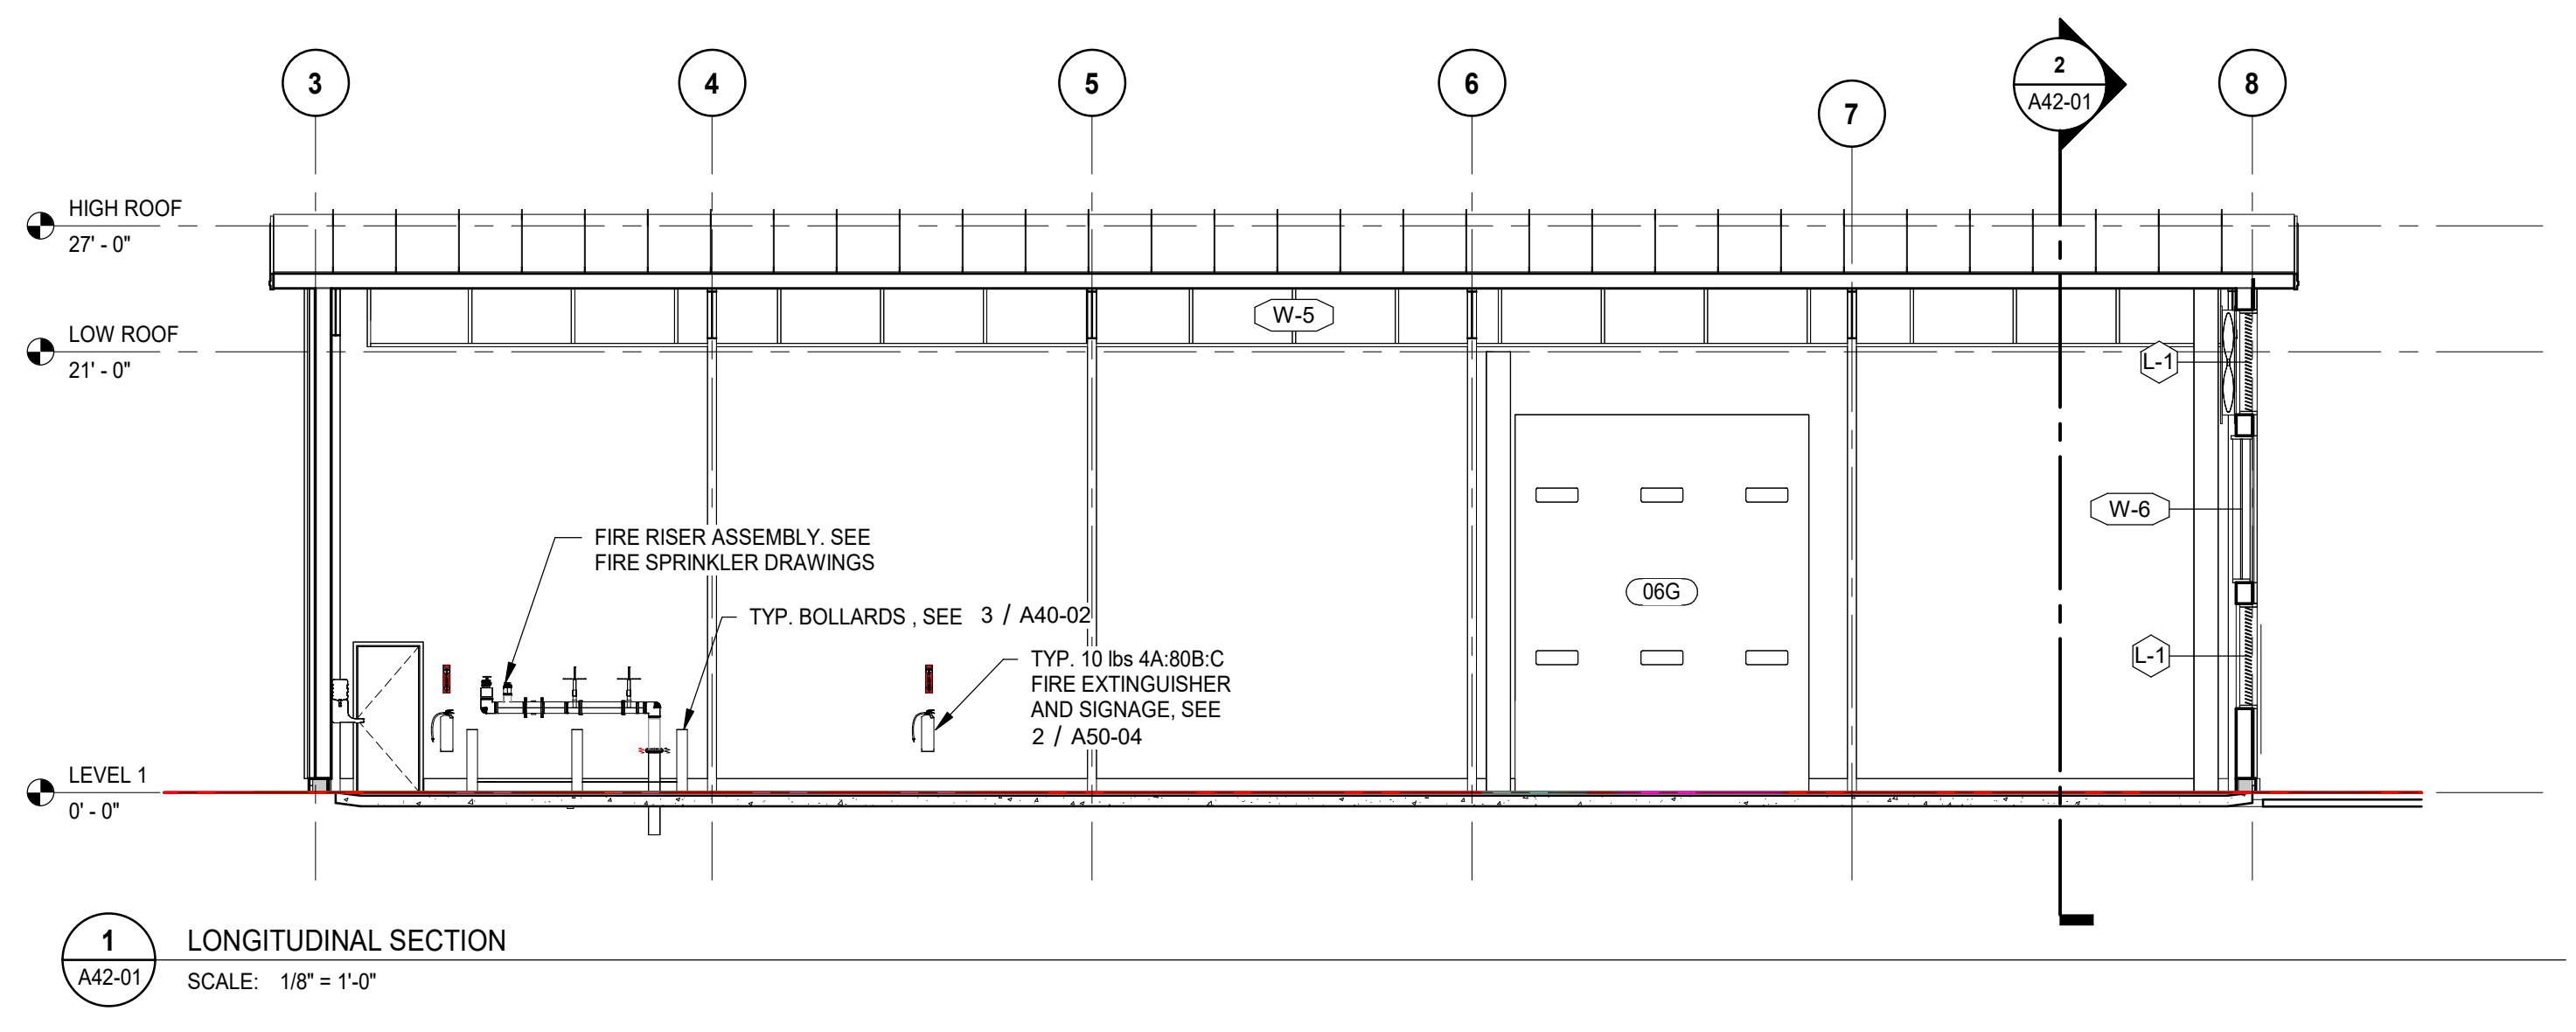 3
4
5
6
7
2
A42-01
8
HIGH ROOF
27' - 0"
W-5
LOW ROOF
21' - 0"
L-1
W-6
FIRE RISER ASSEMBLY. SEE
FIRE SPRINKLER DRAWINGS
06G
TYP. BOLLARDS , SEE 3 / A40-02
TYP. 10 lbs 4A:80B:C
FIRE EXTINGUISHER
AND SIGNAGE, SEE
2 / A50-04
L-1
LEVEL 1
0' - 0"
1
A42-01
LONGITUDINAL SECTION
SCALE: 1/8" = 1'-0"